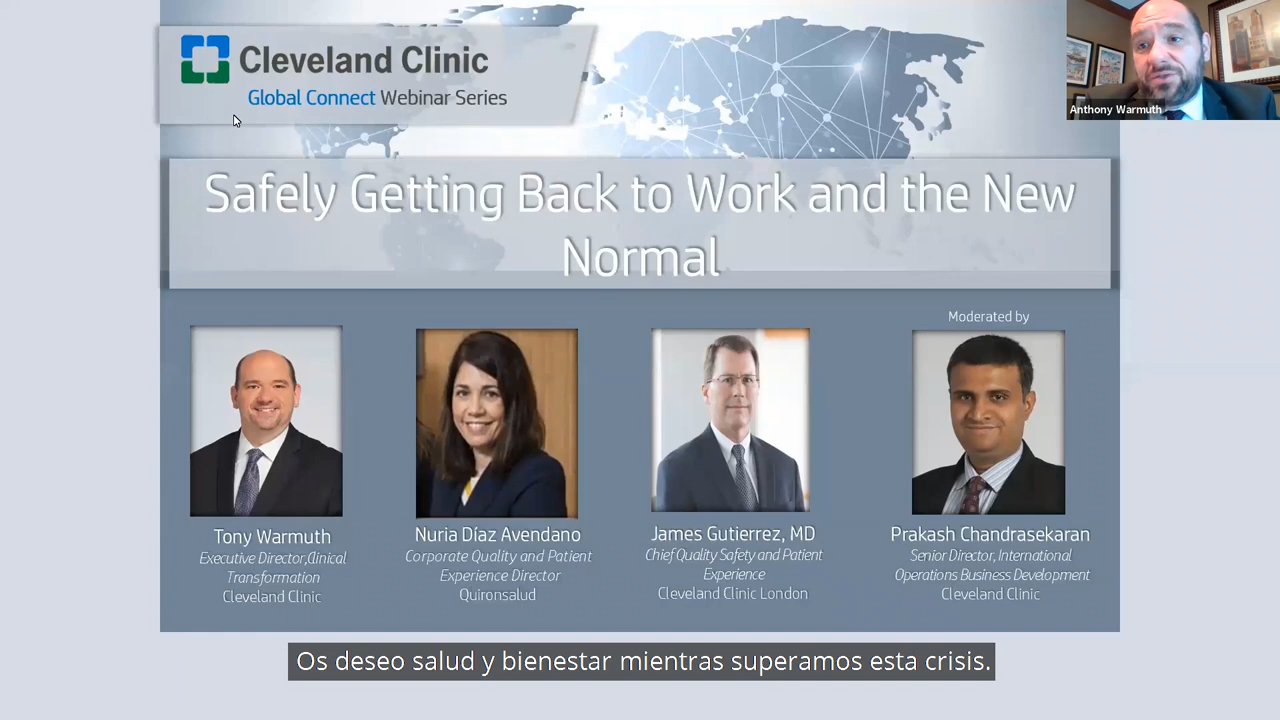 Cleveland Clinic
Global Connect Webinar Series
Anthony Warmuth
Safely Getting Back to Work and the New
Normal
Moderated by
Tony Warmuth
Executive Director,Clinical
Transformation
Cleveland Clinic
Nuria Díaz Avendano
Corporate Quality and Patient
Experience Director
Quironsalud
James Gutierrez, MD
Chief Quality Safety and Patient
Experience
Cleveland Clinic London
Prakash Chandrasekaran
Senior Director, International
Operations Business Development
Cleveland Clinic
Os deseo salud y bienestar mientras superamos esta crisis.